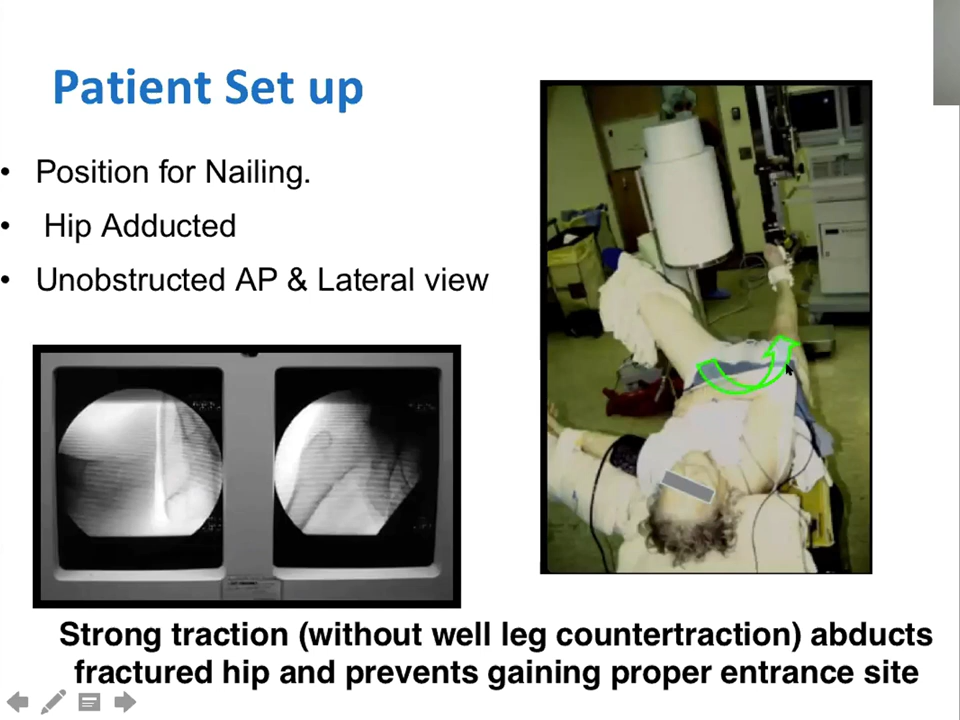 Patient Set up
• Position for Nailing.
• Hip Adducted
• Unobstructed AP & Lateral view
Strong traction (without well leg countertraction) abducts
fractured hip and prevents gaining proper entrance site